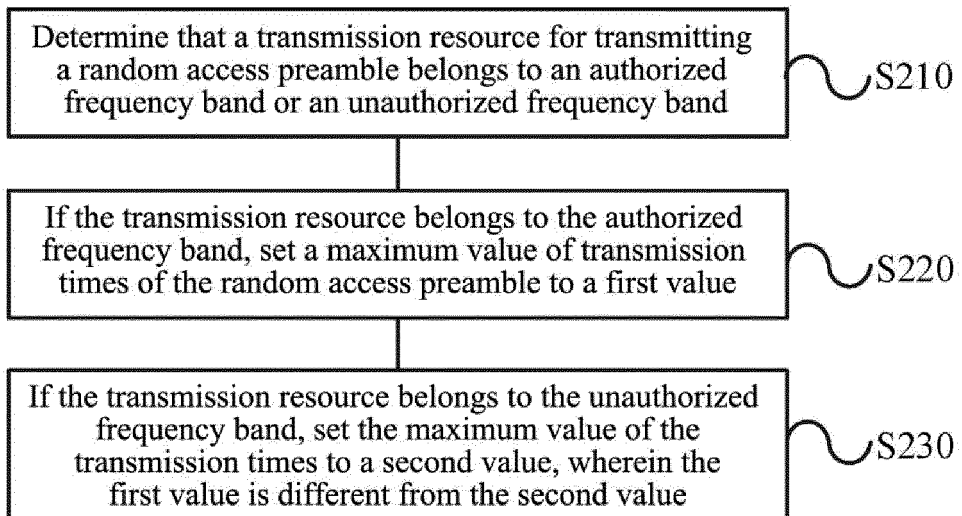 Determine that a transmission resource for transmitting
a random access preamble belongs to an authorized
frequency band or an unauthorized frequency band
S210
If the transmission resource belongs to the authorized
frequency band, set a maximum value of transmission
times of the random access preamble to a first value
S220
If the transmission resource belongs to the unauthorized
frequency band, set the maximum value of the
transmission times to a second value, wherein the
first value is different from the second value
S230